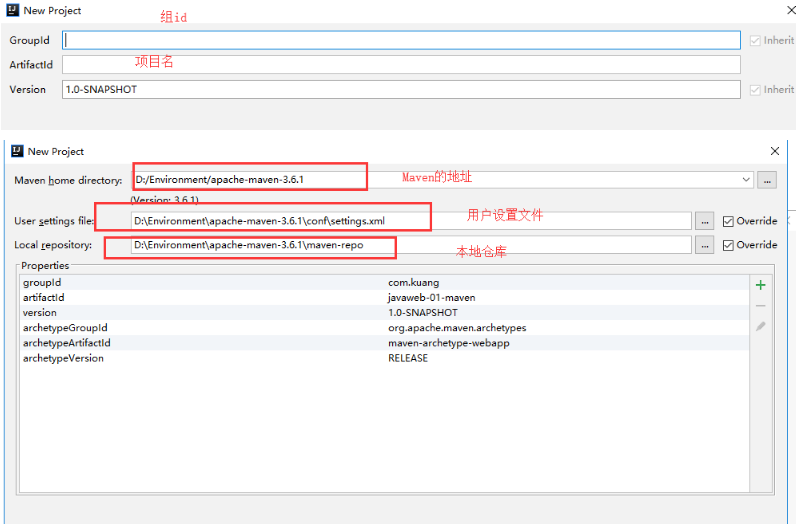 New Project
组id
GroupId
Inherit
ArtifactId
项目名
Version
1.0-SNAPSHOT
Inherit
New Project
Maven home directory:
D:/Environment/apache-maven-3.6.1
Maven的地址
...
(Version: 3.6.1)
User settings file:
D:\Environment\apache-maven-3.6.1\conf\settings.xml
用户设置文件
...
Override
Local repository:
D:\Environment\apache-maven-3.6.1\maven-repo
本地仓库
...
Override
Properties
groupId com.kuang
artifactId javaweb-01-maven
version 1.0-SNAPSHOT
archetypeGroupId org.apache.maven.archetypes
archetypeArtifactId maven-archetype-webapp
archetypeVersion RELEASE